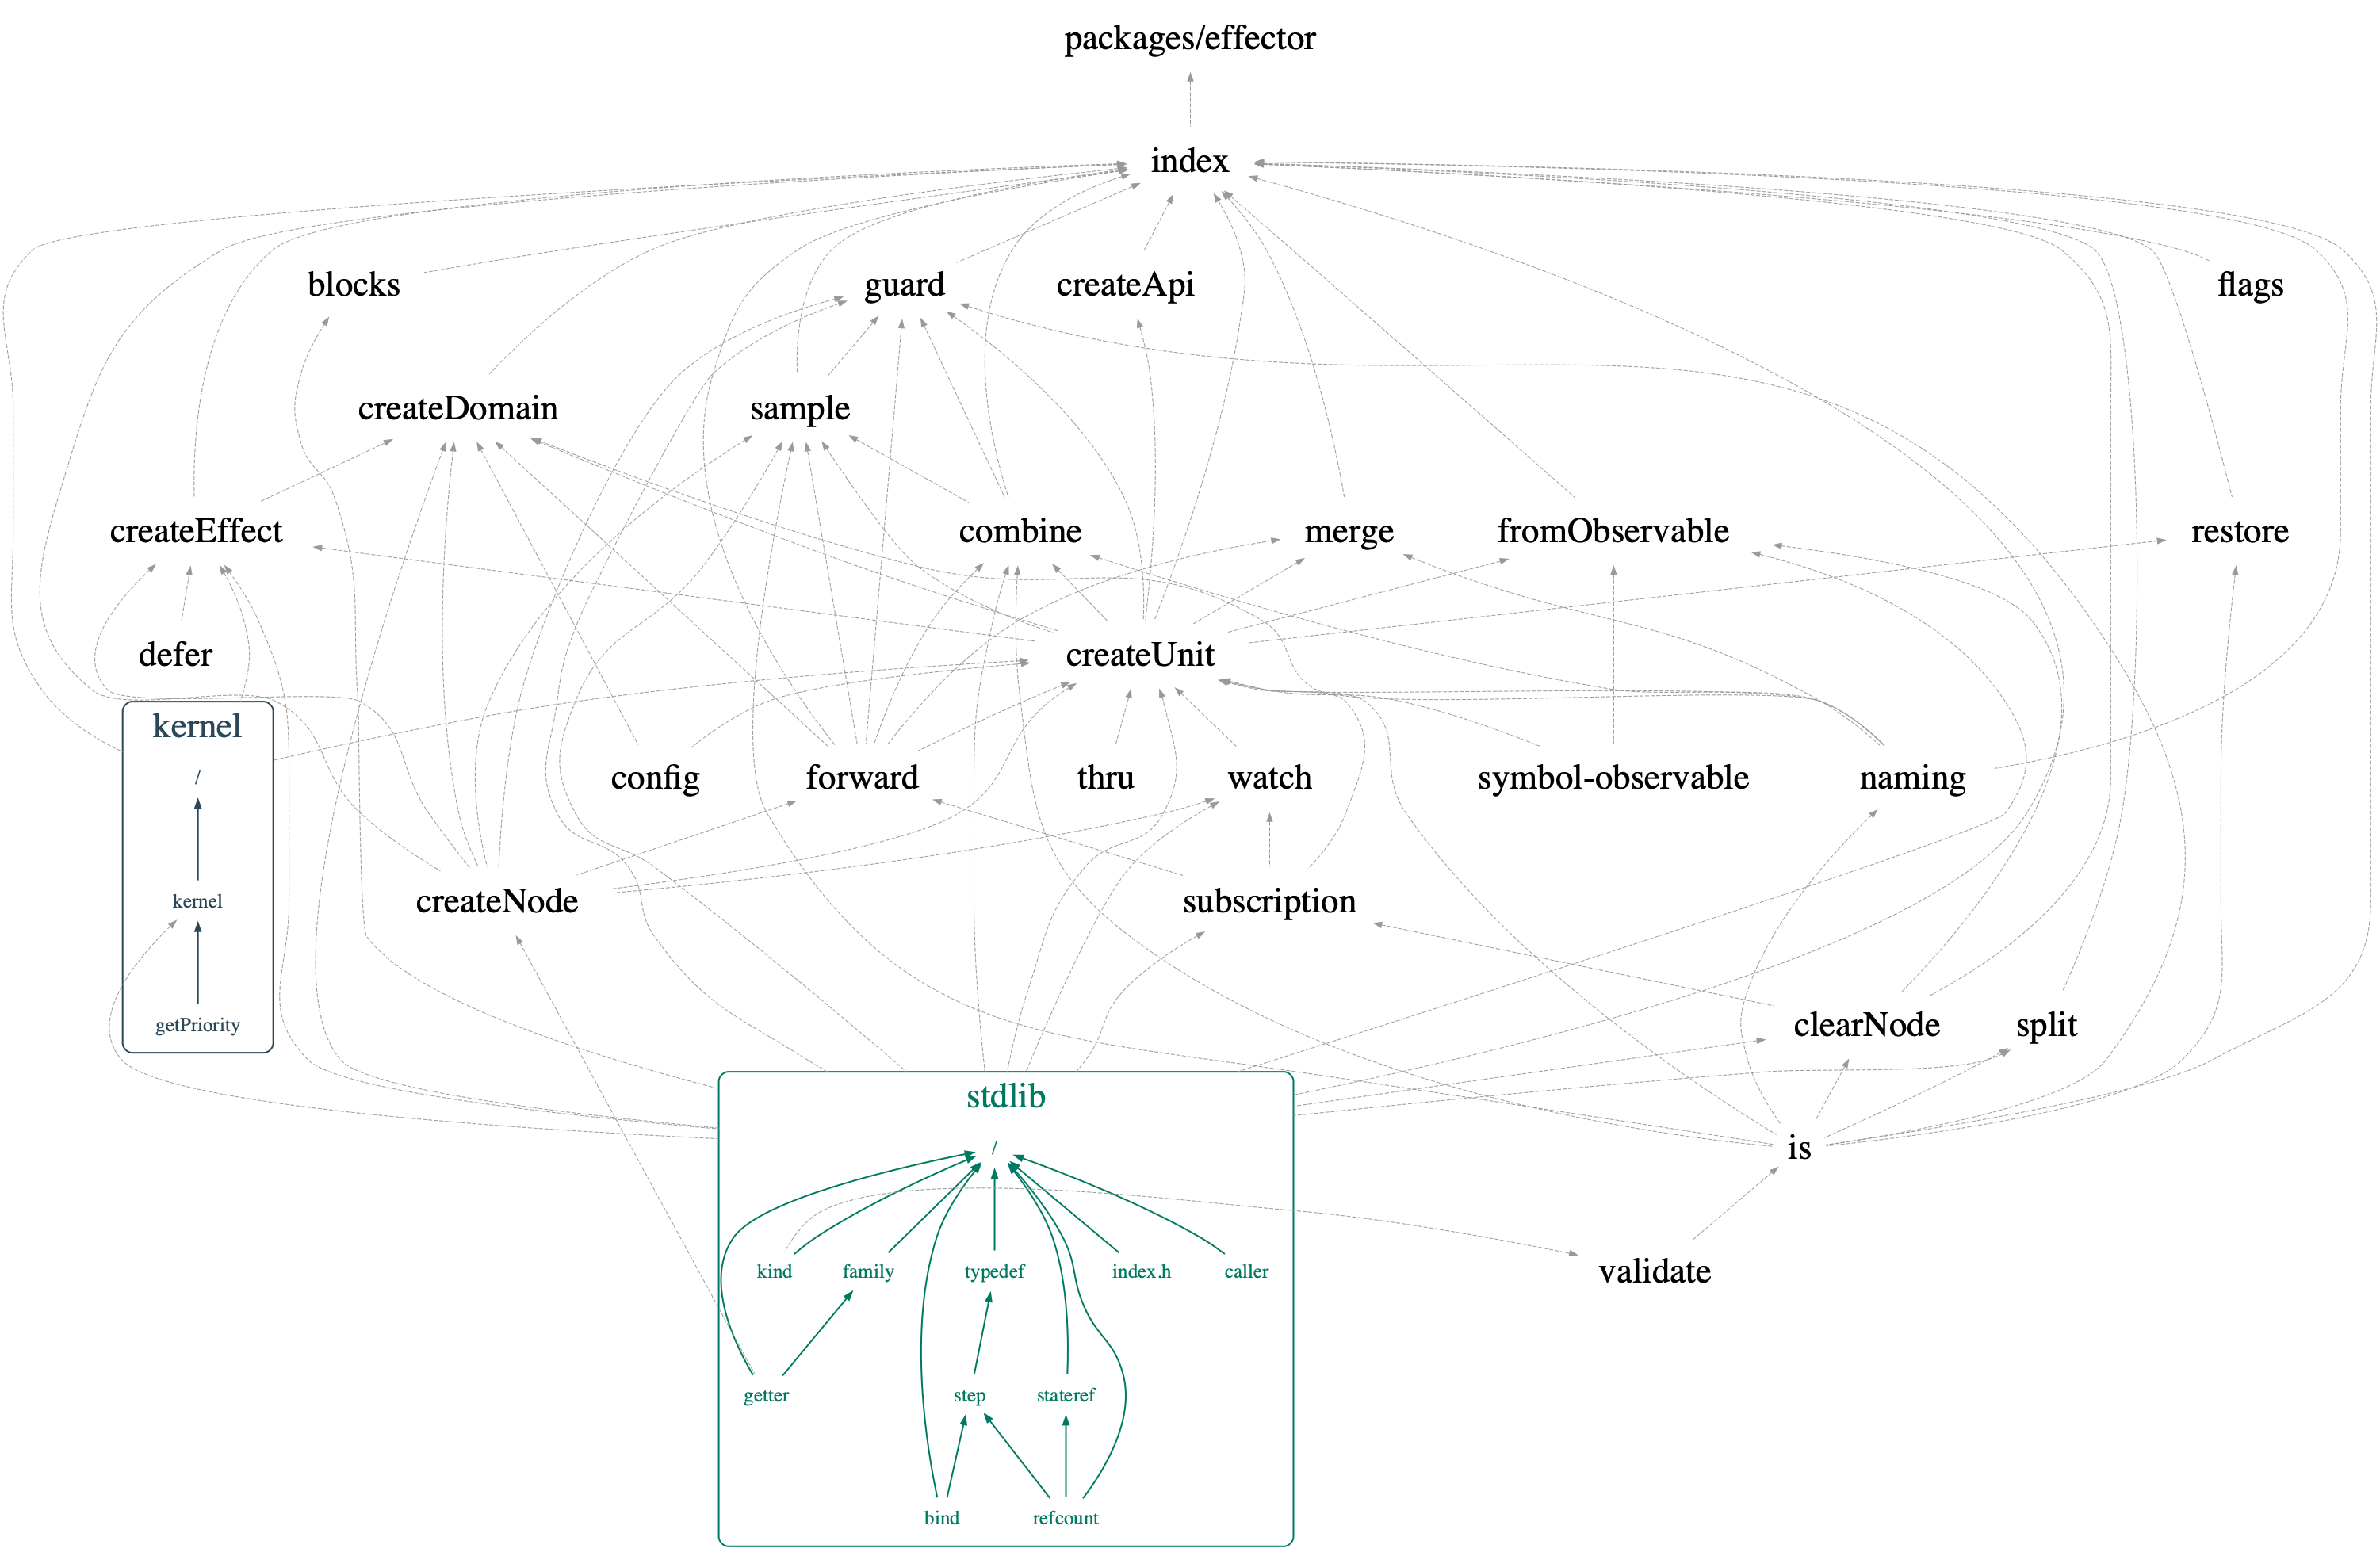 packages/effector
index
blocks
guard
createApi
flags
createDomain
sample
createEffect
combine
merge
fromObservable
restore
defer
createUnit
kernel
/
config
forward
thru
watch
symbol-observable
naming
kernel
createNode
subscription
getPriority
clearNode
split
stdlib
/
is
kind
family
typedef
index.h
caller
validate
getter
step
stateref
bind
refcount